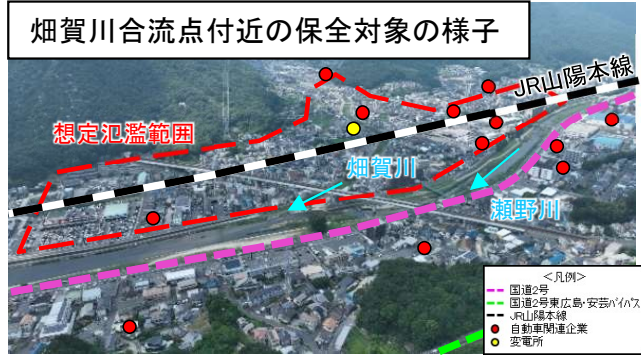 畑賀川合流点付近の保全対象の様子
JR山陽本線
想定氾濫範囲
畑賀川
瀬野川
<凡例>
国道2号
国道2号東広島・安芸バイパス
JR山陽本線
自動車関連企業
変電所